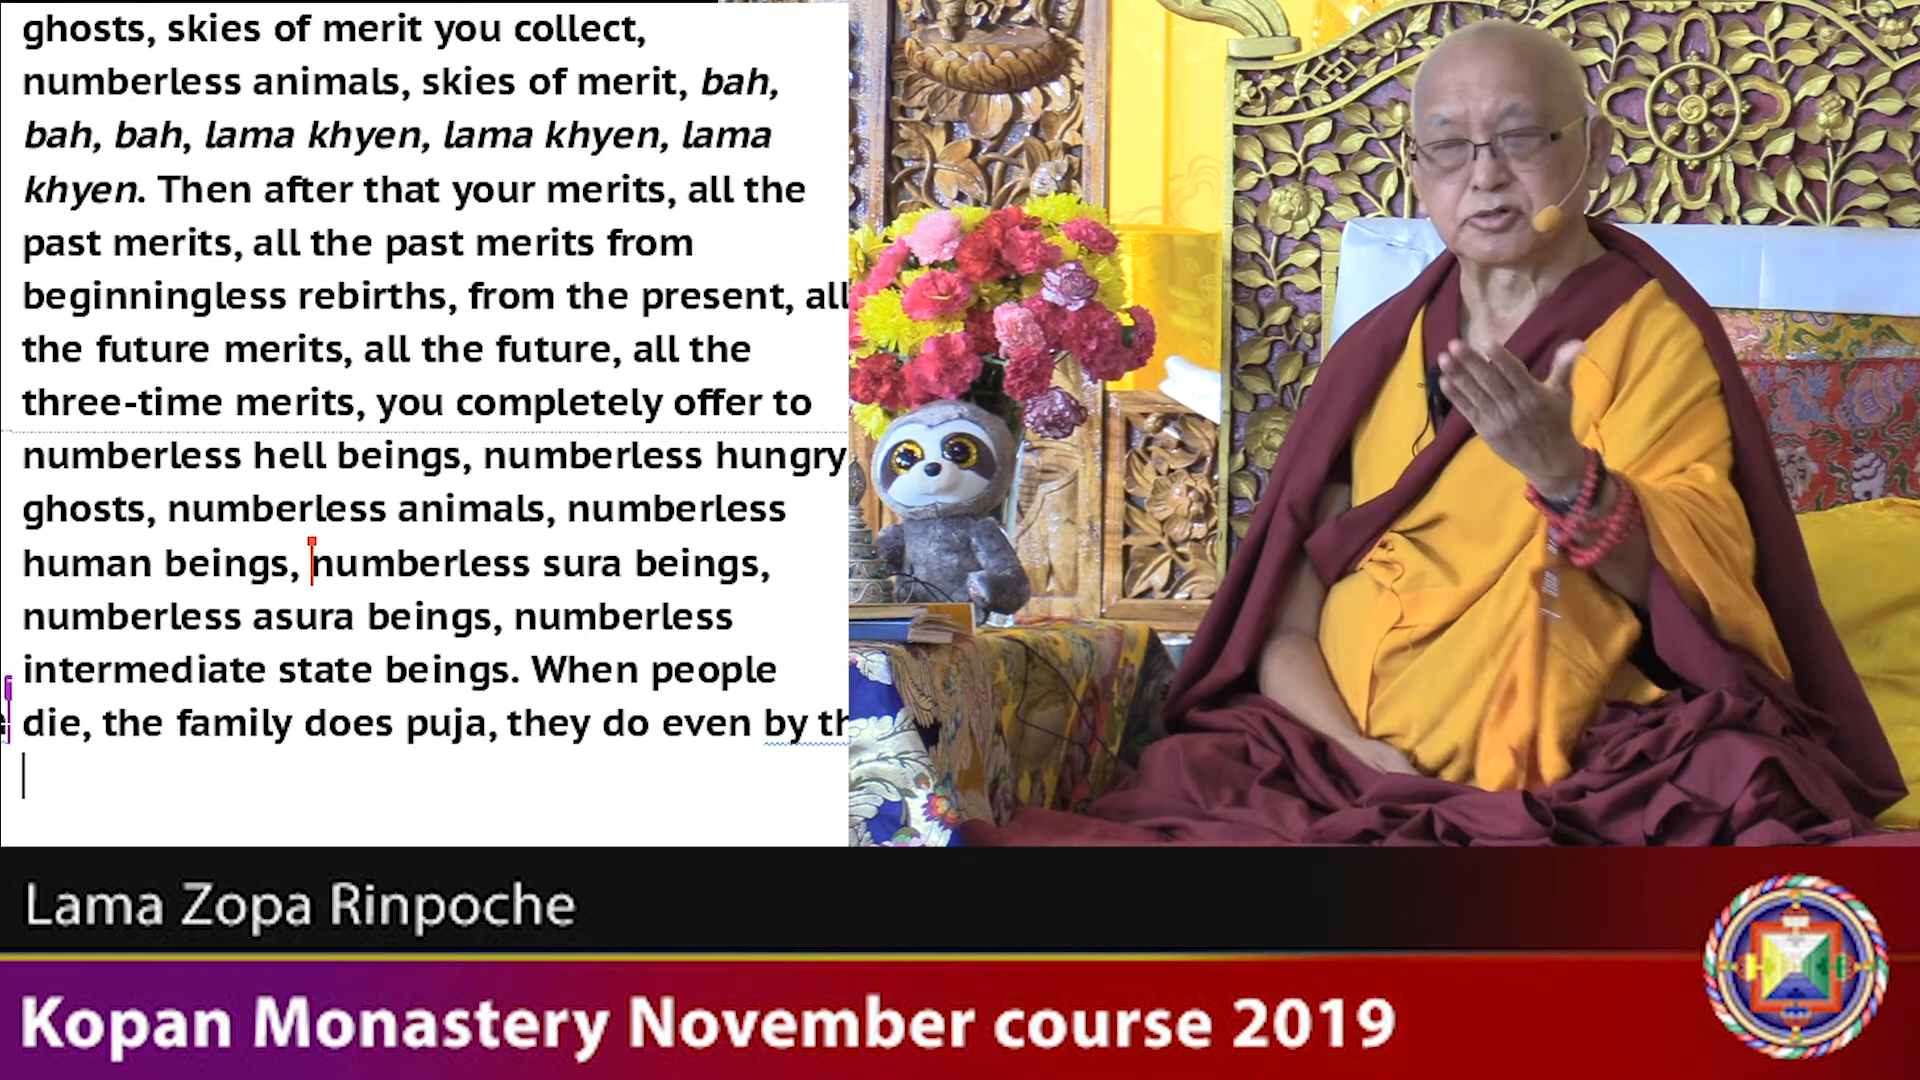 ghosts, skies of merit you collect,
numberless animals, skies of merit, bah,
bah, bah, lama khyen, lama khyen, lama
khyen. Then after that your merits, all the
past merits, all the past merits from
beginningless rebirths, from the present, all
the future merits, all the future, all the
three-time merits, you completely offer to
numberless hell beings, numberless hungry
ghosts, numberless animals, numberless
human beings, numberless sura beings,
numberless asura beings, numberless
intermediate state beings. When people
die, the family does puja, they do even by th
Lama Zopa Rinpoche
Kopan Monastery November course 2019